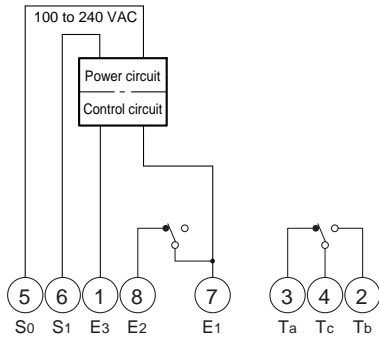 100 to 240 VAC
Power circuit
Control circuit
5 6 1 8 7 3 4 2
S0 S1 E3 E2 E1 Ta Tc Tb